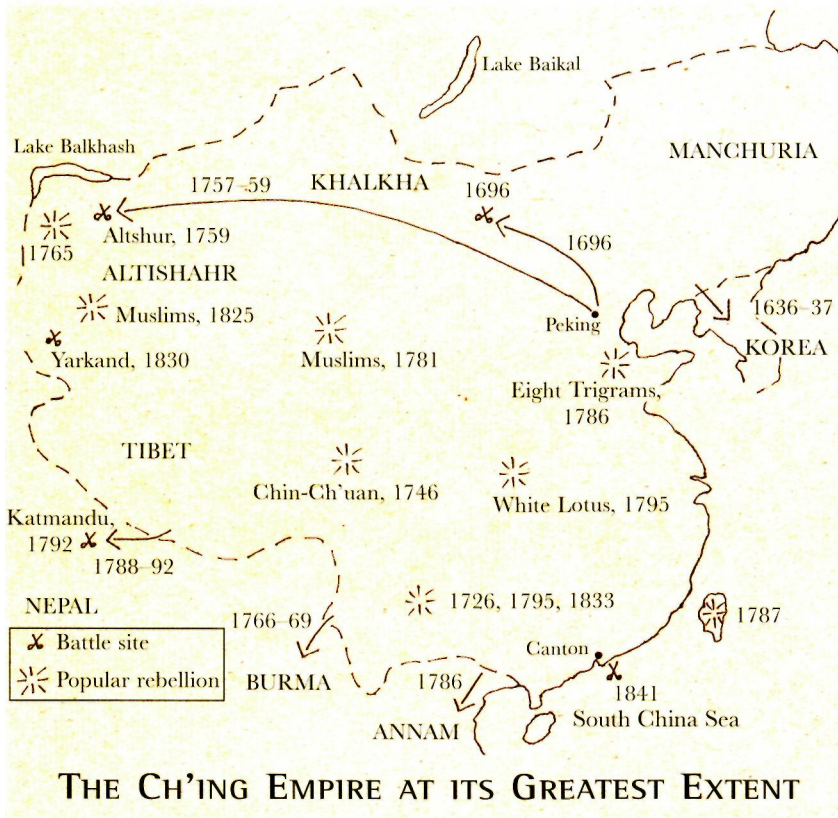 Lake Baikal
Lake Balkhash
MANCHURIA
1757–59
KHALKHA
1696
1696
Altshur, 1759
1765
ALTISHAHR
Muslims, 1825
1636–37
Peking
KOREA
Yarkand, 1830
Muslims, 1781
Eight Trigrams,
1786
TIBET
Chin-Ch'uan, 1746
White Lotus, 1795
Katmandu,
1792
1788–92
NEPAL
1766–69
1726, 1795, 1833
1787
Battle site
Popular rebellion
BURMA
Canton
1786
1841
South China Sea
ANNAM
THE CH'ING EMPIRE AT ITS GREATEST EXTENT